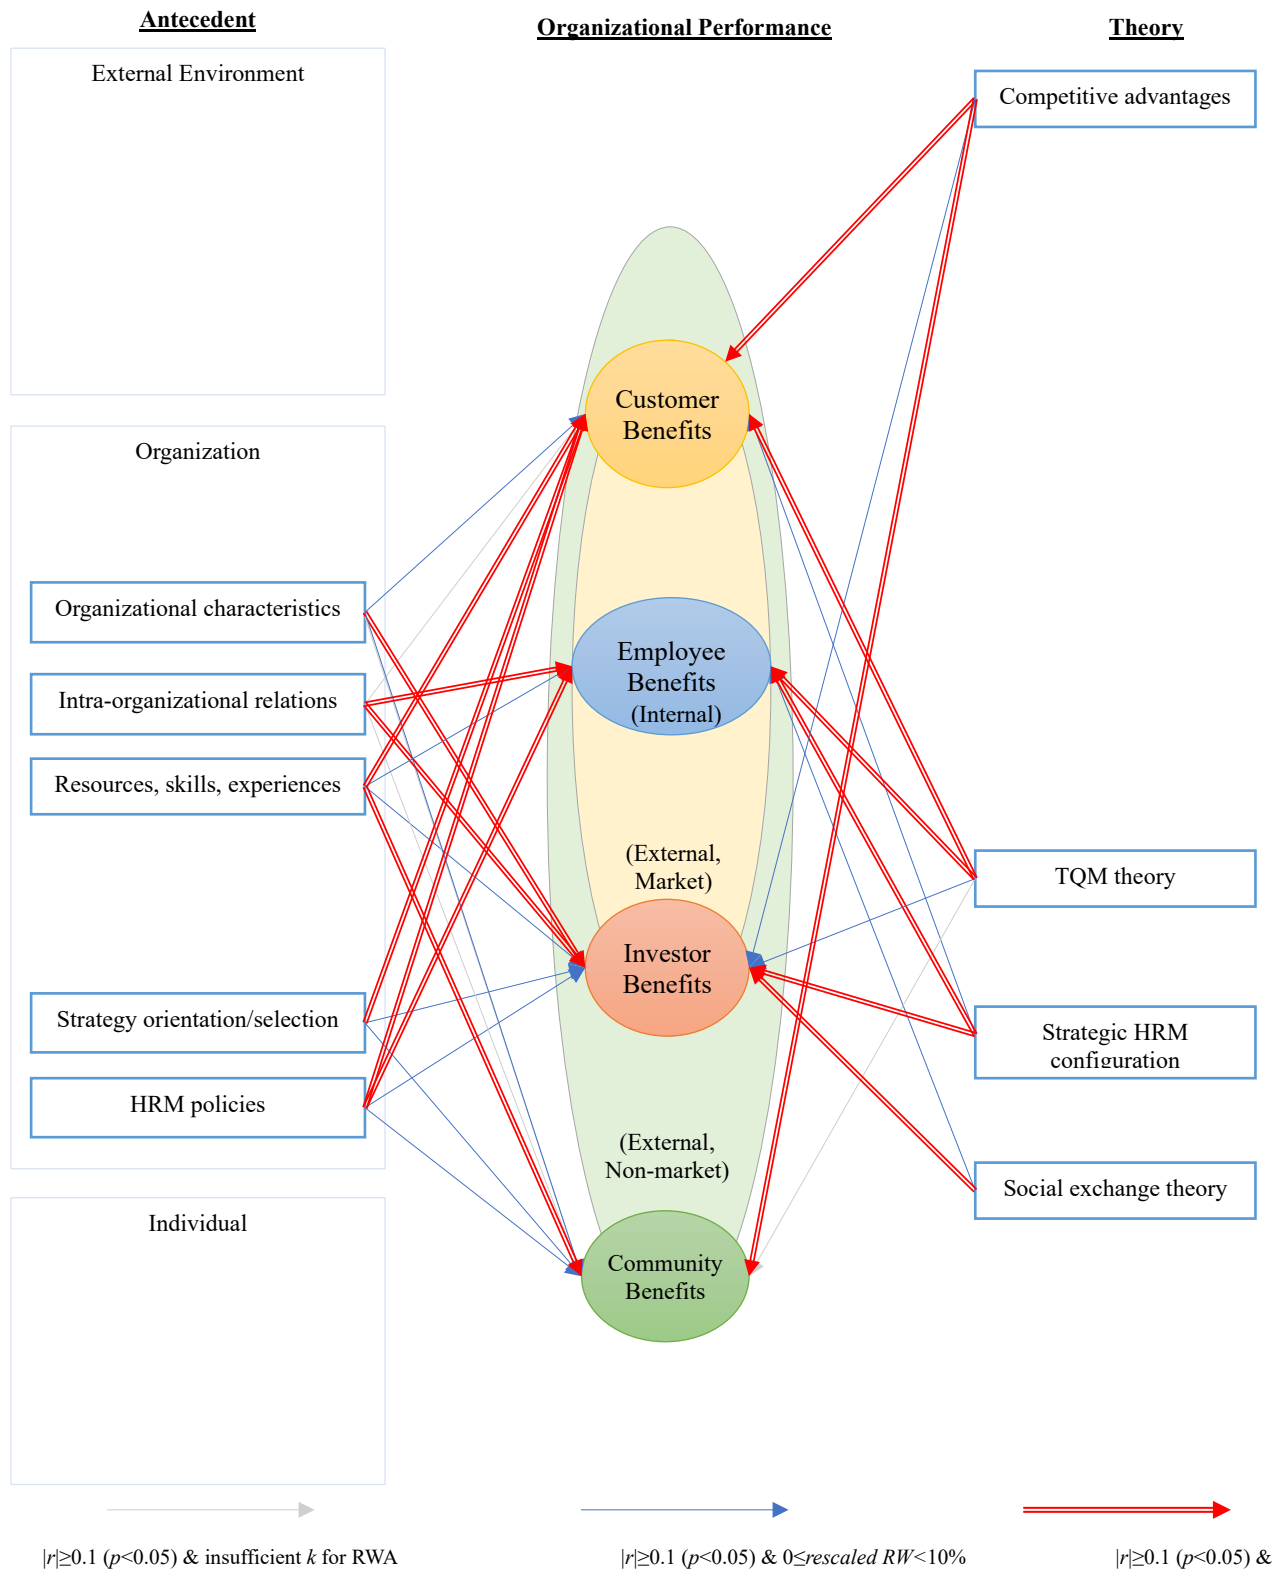 Antecedent
Organizational Performance
Theory
External Environment
Competitive advantages
Customer
Benefits
Organization
Organizational characteristics
Employee
Benefits
(Internal)
Intra-organizational relations
Resources, skills, experiences
(External,
Market)
TQM theory
Investor
Benefits
Strategy orientation/selection
Strategic HRM
configuration
HRM policies
(External,
Non-market)
Social exchange theory
Individual
Community
Benefits
|r|≥0.1 (p<0.05) & insufficient k for RWA
|r|≥0.1 (p<0.05) & 0≤rescaled RW<10%
|r|≥0.1 (p<0.05) &